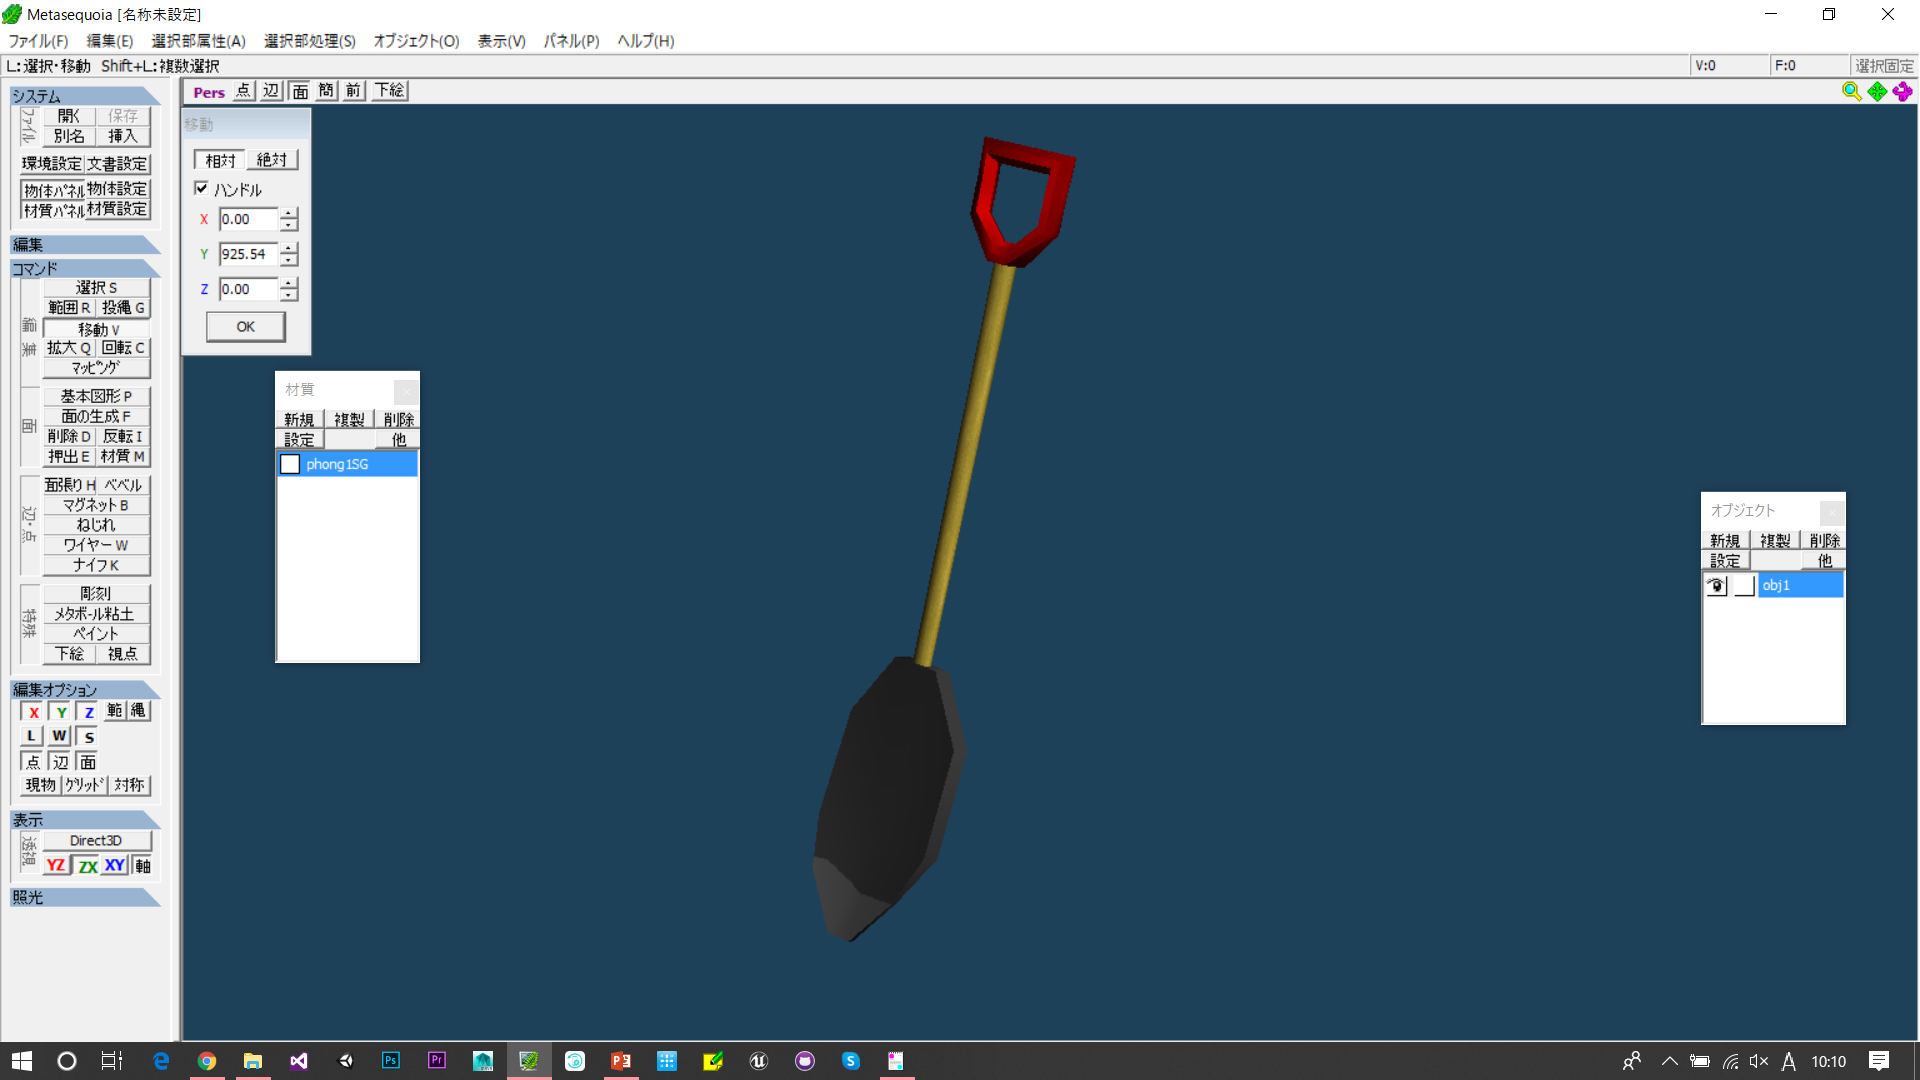 Metasequoia [名称未設定]
ファイル(F) 編集(E) 選択部属性(A) 選択部処理(S) オブジェクト(O) 表示(V) パネル(P) ヘルプ(H)
L:選択・移動 Shift+L:複数選択
V:0 F:0 選択固定
Pers 点 辺 面 簡 前 下絵
システム
ファイル
開く 保存
別名 挿入
環境設定 文書設定
物体パネル 物体設定
材質パネル 材質設定
編集
コマンド
編集
選択 S
範囲 R 投縄 G
移動 V
拡大 Q 回転 C
マッピング
面
基本図形 P
面の生成 F
削除 D 反転 I
押出 E 材質 M
辺・点
面張り H ベベル
マグネット B
ねじれ
ワイヤー W
ナイフ K
特殊
彫刻
メタボール粘土
ペイント
下絵 視点
編集オプション
X Y Z 範 縄
L W S
点 辺 面
現物 グリッド 対称
表示
透視
Direct3D
YZ ZX XY 軸
照光
移動
相対 絶対
ハンドル
X 0.00
Y 925.54
Z 0.00
OK
材質
新規 複製 削除
設定 他
phong1SG
オブジェクト
新規 複製 削除
設定 他
obj1
Ps Pr
A 10:10